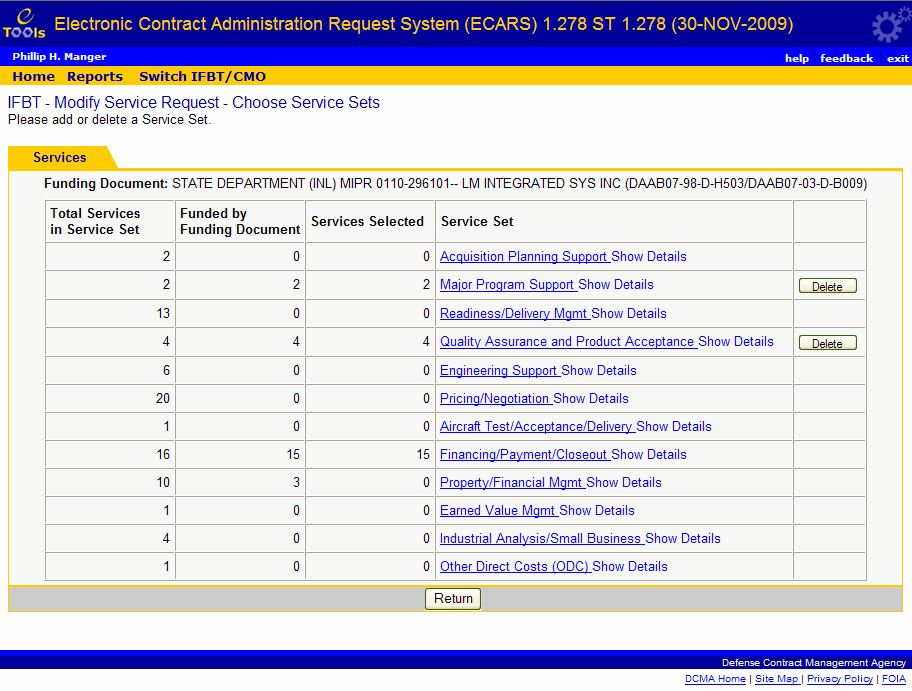 e
TOOLS
Electronic Contract Administration Request System (ECARS) 1.278 ST 1.278 (30-NOV-2009)
Phillip H. Manger
help feedback exit
Home Reports Switch IFBT/CMO
IFBT - Modify Service Request - Choose Service Sets
Please add or delete a Service Set.
Services
Funding Document: STATE DEPARTMENT (INL) MIPR 0110-296101-- LM INTEGRATED SYS INC (DAAB07-98-D-H503/DAAB07-03-D-B009)
Total Services in Service Set Funded by Funding Document Services Selected Service Set
2 0 0 Acquisition Planning Support Show Details
2 2 2 Major Program Support Show Details Delete
13 0 0 Readiness/Delivery Mgmt Show Details
4 4 4 Quality Assurance and Product Acceptance Show Details Delete
6 0 0 Engineering Support Show Details
20 0 0 Pricing/Negotiation Show Details
1 0 0 Aircraft Test/Acceptance/Delivery Show Details
16 15 15 Financing/Payment/Closeout Show Details
10 3 0 Property/Financial Mgmt Show Details
1 0 0 Earned Value Mgmt Show Details
4 0 0 Industrial Analysis/Small Business Show Details
1 0 0 Other Direct Costs (ODC) Show Details
Return
Defense Contract Management Agency
DCMA Home | Site Map | Privacy Policy | FOIA